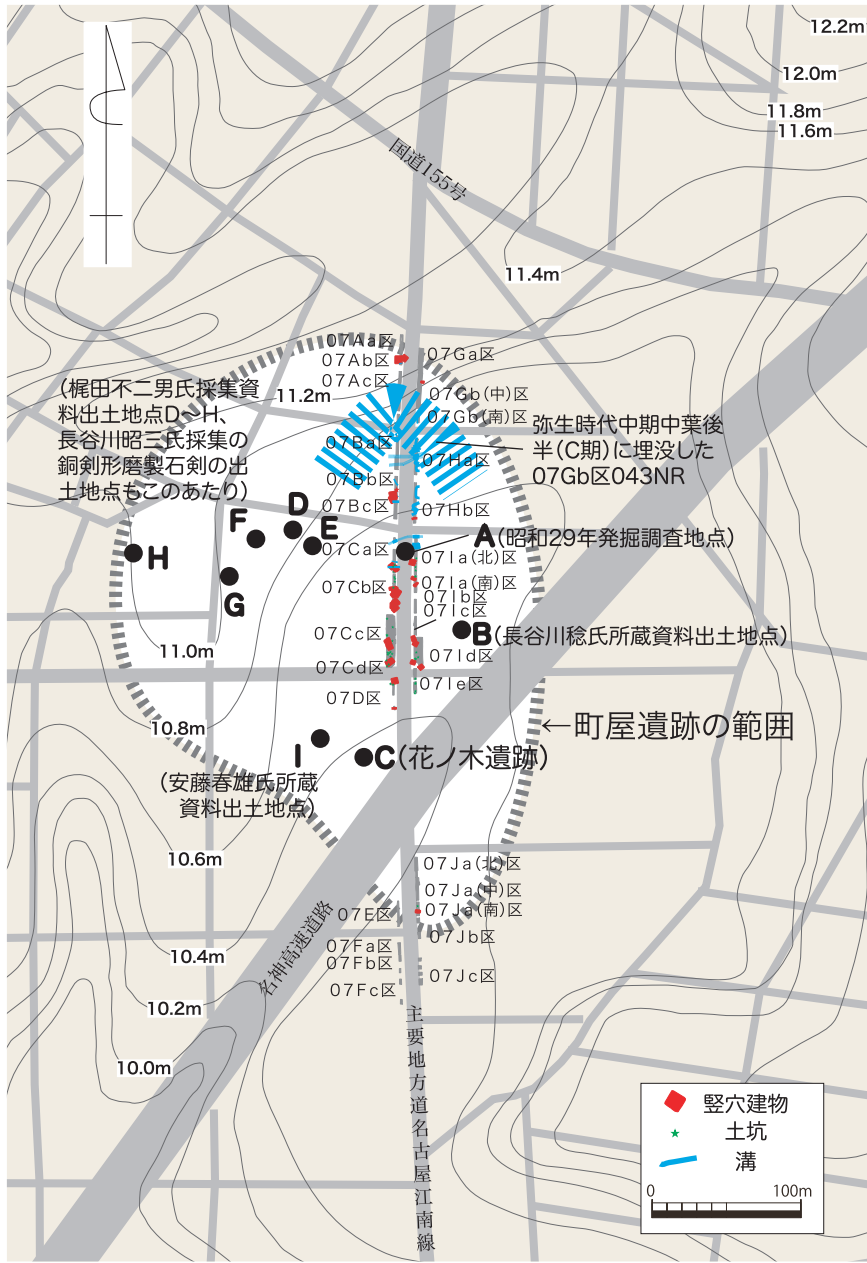 12.2m
12.0m
11.8m
11.6m
国道155号
11.4m
07Aa区
07Ab区
07Ga区
07Ac区
11.2m
07Gb(中)区
07Gb(南)区
(梶田不二男氏採集資
料出土地点D〜H、
長谷川昭三氏採集の
銅剣形磨製石剣の出
土地点もこのあたり)
弥生時代中期中葉後
半(C期)に埋没した
07Gb区043NR
07Ba区
07Ha区
07Bb区
07Bc区
07Hb区
D
F
E
H
G
07Ca区
A(昭和29年発掘調査地点)
07Ia(北)区
07Cb区
07Ia(南)区
07Ib区
07Ic区
07Cc区
B(長谷川稔氏所蔵資料出土地点)
11.0m
07Id区
07Cd区
07Ie区
07D区
10.8m
←町屋遺跡の範囲
I
C(花ノ木遺跡)
(安藤春雄氏所蔵
資料出土地点)
10.6m
07Ja(北)区
07Ja(中)区
07Ja(南)区
07E区
07Jb区
07Fa区
07Fb区
07Jc区
07Fc区
10.4m
名神高速道路
10.2m
10.0m
主要地方道名古屋江南線
竪穴建物
土坑
溝
0
100m